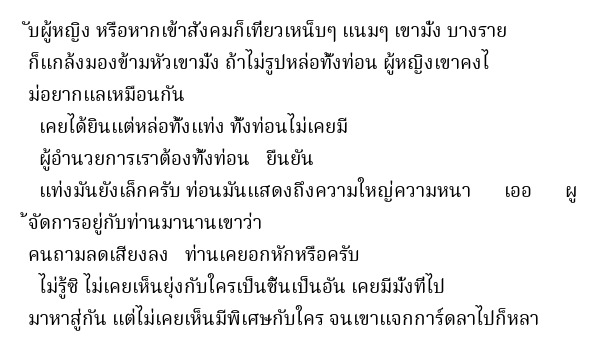 ับผู้หญิง หรือหากเข้าสังคมก็เที่ยวเหน็บๆ แนมๆ เขามั่ง บางราย
ก็แกล้งมองข้ามหัวเขามั่ง ถ้าไม่รูปหล่อทั้งท่อน ผู้หญิงเขาคงไ
ม่อยากแลเหมือนกัน
เคยได้ยินแต่หล่อทั้งแท่ง ทั้งท่อนไม่เคยมี
ผู้อำนวยการเราต้องทั้งท่อน ยืนยัน
แท่งมันยังเล็กครับ ท่อนมันแสดงถึงความใหญ่ความหนา เออ ผู
้จัดการอยู่กับท่านมานานเขาว่า
คนถามลดเสียงลง ท่านเคยอกหักหรือครับ
ไม่รู้ซิ ไม่เคยเห็นยุ่งกับใครเป็นชิ้นเป็นอัน เคยมีมั่งที่ไป
มาหาสู่กัน แต่ไม่เคยเห็นมีพิเศษกับใคร จนเขาแจกการ์ดลาไปก็หลา